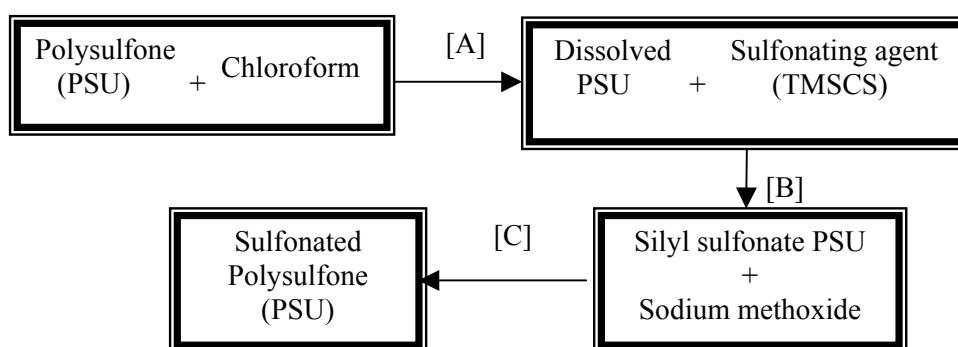 Polysulfone
(PSU) + Chloroform
[A]
Dissolved PSU + Sulfonating agent (TMSCS)
[B]
Silyl sulfonate PSU
+
Sodium methoxide
[C]
Sulfonated
Polysulfone
(PSU)